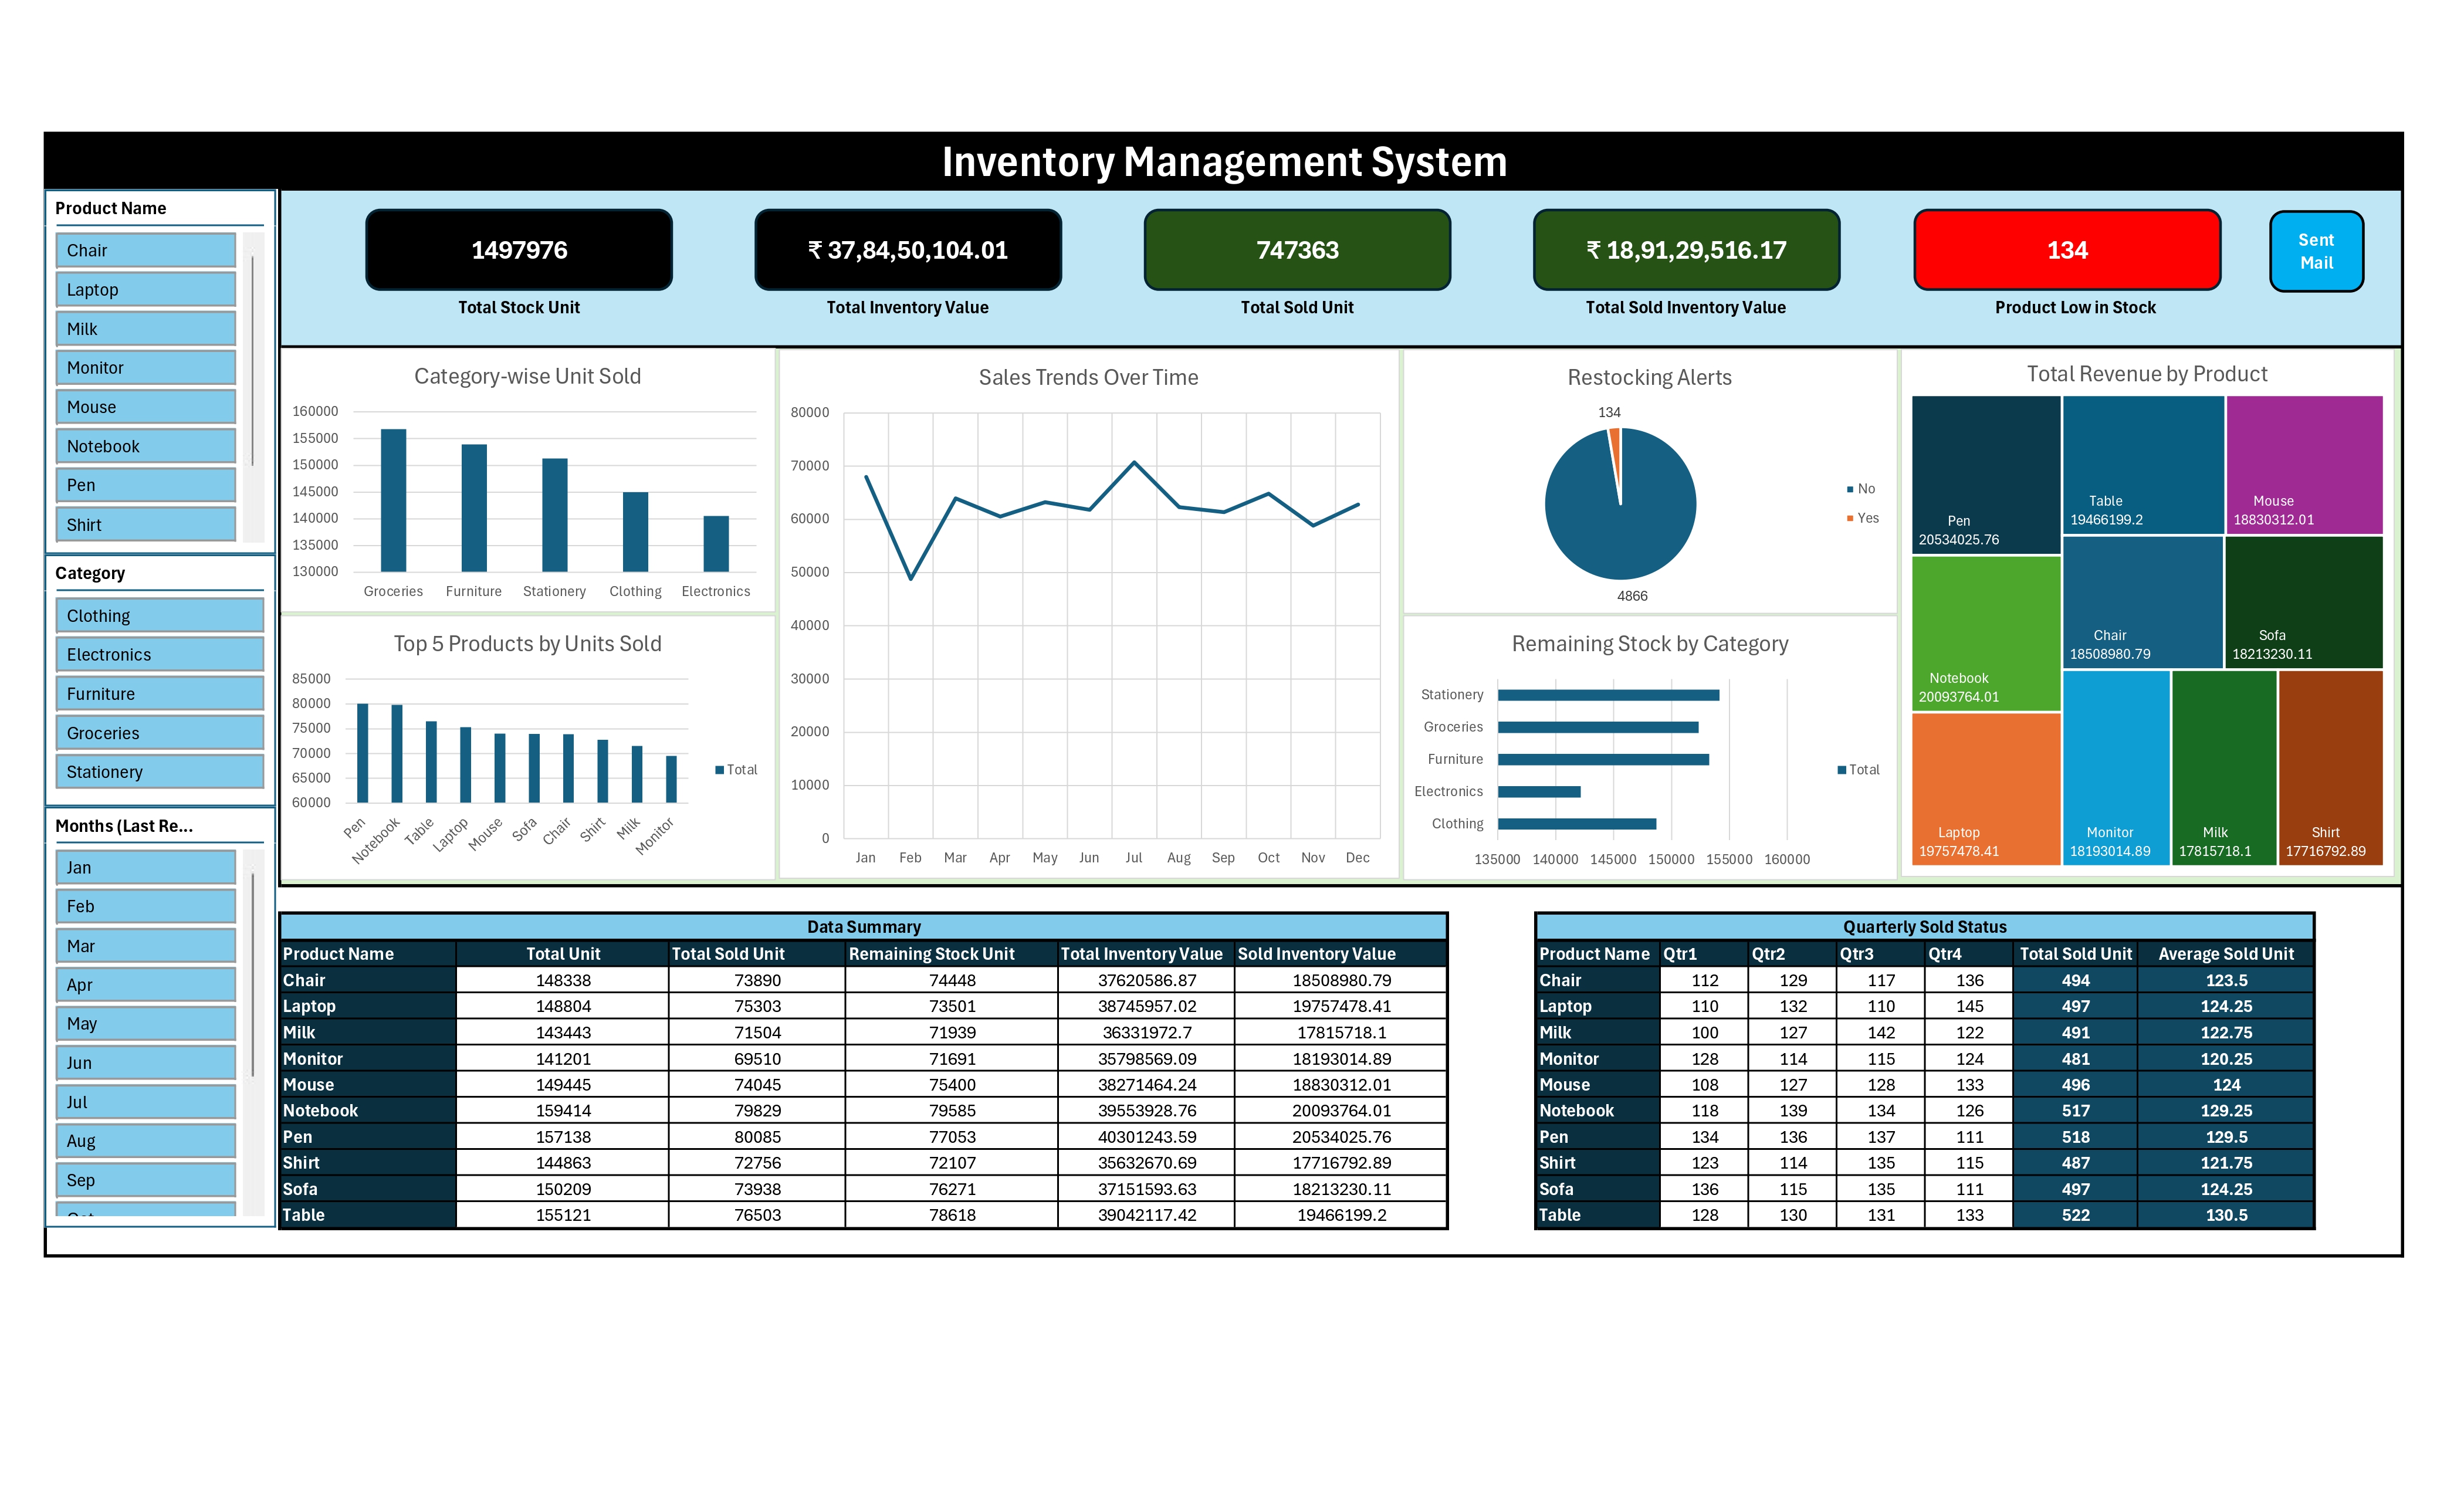 Inventory Management System
Product Name
Chair
Laptop
Milk
Monitor
Mouse
Notebook
Pen
Shirt
Category
Clothing
Electronics
Furniture
Groceries
Stationery
Months (Last Re...
Jan
Feb
Mar
Apr
May
Jun
Jul
Aug
Sep
1497976
Total Stock Unit
₹ 37,84,50,104.01
Total Inventory Value
747363
Total Sold Unit
₹ 18,91,29,516.17
Total Sold Inventory Value
134
Product Low in Stock
Sent
Mail
Category-wise Unit Sold
160000
155000
150000
145000
140000
135000
130000
Groceries Furniture Stationery Clothing Electronics
Top 5 Products by Units Sold
85000
80000
75000
70000
65000
60000
Pen Notebook Table Laptop Mouse Sofa Chair Shirt Milk Monitor
Total
Sales Trends Over Time
80000
70000
60000
50000
40000
30000
20000
10000
0
Jan Feb Mar Apr May Jun Jul Aug Sep Oct Nov Dec
Restocking Alerts
134
4866
No
Yes
Remaining Stock by Category
Stationery
Groceries
Furniture
Electronics
Clothing
135000 140000 145000 150000 155000 160000
Total
Total Revenue by Product
Pen
20534025.76
Table
19466199.2
Mouse
18830312.01
Notebook
20093764.01
Chair
18508980.79
Sofa
18213230.11
Laptop
19757478.41
Monitor
18193014.89
Milk
17815718.1
Shirt
17716792.89
Data Summary
Product Name Total Unit Total Sold Unit Remaining Stock Unit Total Inventory Value Sold Inventory Value
Chair 148338 73890 74448 37620586.87 18508980.79
Laptop 148804 75303 73501 38745957.02 19757478.41
Milk 143443 71504 71939 36331972.7 17815718.1
Monitor 141201 69510 71691 35798569.09 18193014.89
Mouse 149445 74045 75400 38271464.24 18830312.01
Notebook 159414 79829 79585 39553928.76 20093764.01
Pen 157138 80085 77053 40301243.59 20534025.76
Shirt 144863 72756 72107 35632670.69 17716792.89
Sofa 150209 73938 76271 37151593.63 18213230.11
Table 155121 76503 78618 39042117.42 19466199.2
Quarterly Sold Status
Product Name Qtr1 Qtr2 Qtr3 Qtr4 Total Sold Unit Average Sold Unit
Chair 112 129 117 136 494 123.5
Laptop 110 132 110 145 497 124.25
Milk 100 127 142 122 491 122.75
Monitor 128 114 115 124 481 120.25
Mouse 108 127 128 133 496 124
Notebook 118 139 134 126 517 129.25
Pen 134 136 137 111 518 129.5
Shirt 123 114 135 115 487 121.75
Sofa 136 115 135 111 497 124.25
Table 128 130 131 133 522 130.5